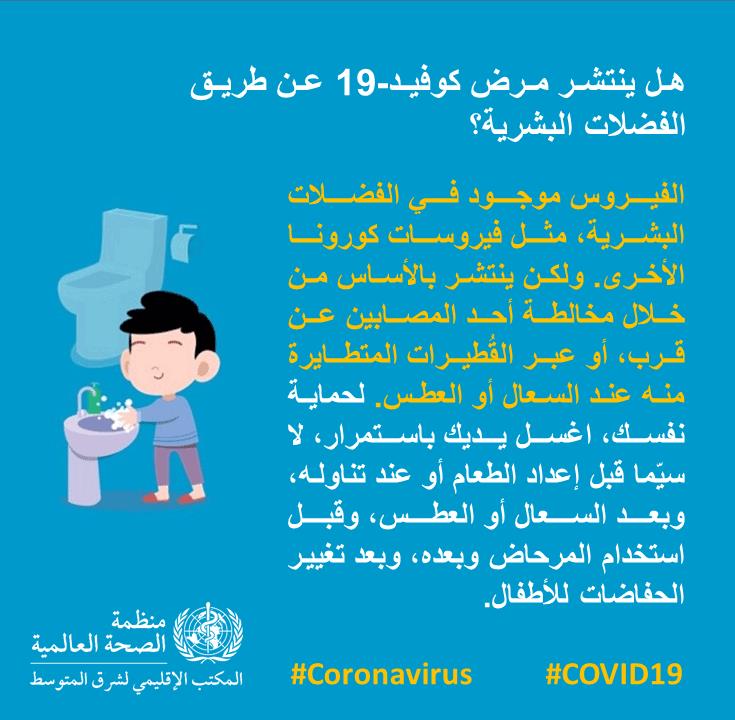 هل ينتشر مرض كوفيد-19 عن طريق
الفضلات البشرية؟
الفيروس موجود في الفضلات
البشرية، مثل فيروسات كورونا
الأخرى. ولكن ينتشر بالأساس من
خلال مخالطة أحد المصابين عن
قرب، أو عبر القُطيرات المتطايرة
منه عند السعال أو العطس. لحماية
نفسك، اغسل يديك باستمرار، لا
سيّما قبل إعداد الطعام أو عند تناوله،
وبعد السعال أو العطس، وقبل
استخدام المرحاض وبعده، وبعد تغيير
الحفاضات للأطفال.
منظمة
الصحة العالمية
المكتب الإقليمي لشرق المتوسط
#Coronavirus #COVID19